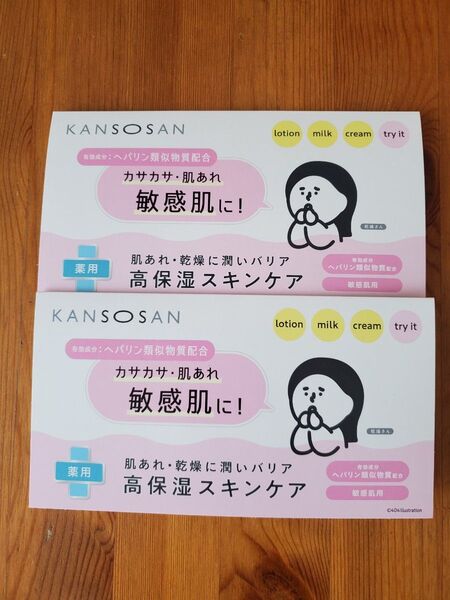 KANSOSAN
lotion milk cream try it
有効成分:ヘパリン類似物質配合
カサカサ・肌あれ
敏感肌に!
乾燥さん
薬用
肌あれ・乾燥に潤いバリア
高保湿スキンケア
有効成分
ヘパリン類似物質配合
敏感肌用
KANSOSAN
lotion milk cream try it
有効成分:ヘパリン類似物質配合
カサカサ・肌あれ
敏感肌に!
乾燥さん
薬用
肌あれ・乾燥に潤いバリア
高保湿スキンケア
有効成分
ヘパリン類似物質配合
敏感肌用
©4D4illustration